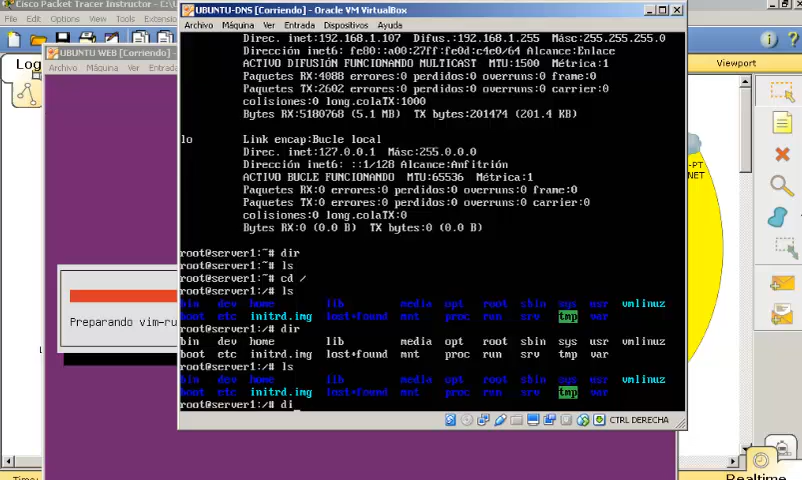 Cisco Packet Tracer Instructor - C:\U
File Edit Options View Tools Extensions
UBUNTU WEB [Corriendo] -
Archivo Máquina Ver Entrada
Preparando vim-ru
UBUNTU-DNS [Corriendo] - Oracle VM VirtualBox
Archivo Máquina Ver Entrada Dispositivos Ayuda
Direc. inet:192.168.1.107 Difus.:192.168.1.255 Másc:255.255.255.0
Dirección inet6: fe80::a00:27ff:fe0d:c4e0/64 Alcance:Enlace
ACTIVO DIFUSIÓN FUNCIONANDO MULTICAST MTU:1500 Métrica:1
Paquetes RX:4088 errores:0 perdidos:0 overruns:0 frame:0
Paquetes TX:2602 errores:0 perdidos:0 overruns:0 carrier:0
colisiones:0 long.colaTX:1000
Bytes RX:5180768 (5.1 MB) TX bytes:201474 (201.4 KB)
lo Link encap:Bucle local
Direc. inet:127.0.0.1 Másc:255.0.0.0
Dirección inet6: ::1/128 Alcance:Anfitrión
ACTIVO BUCLE FUNCIONANDO MTU:65536 Métrica:1
Paquetes RX:0 errores:0 perdidos:0 overruns:0 frame:0
Paquetes TX:0 errores:0 perdidos:0 overruns:0 carrier:0
colisiones:0 long.colaTX:0
Bytes RX:0 (0.0 B) TX bytes:0 (0.0 B)
root@server1:~# dir
root@server1:~# ls
root@server1:~# cd /
root@server1:/# ls
bin dev home lib media opt root sbin sys usr vmlinuz
boot etc initrd.img lost+found mnt proc run srv tmp var
root@server1:/# dir
bin dev home lib media opt root sbin sys usr vmlinuz
boot etc initrd.img lost+found mnt proc run srv tmp var
root@server1:/# ls
bin dev home lib media opt root sbin sys usr vmlinuz
boot etc initrd.img lost+found mnt proc run srv tmp var
root@server1:/# di
CTRL DERECHA
Viewport
-PT
NET
Log
Time:
Realtime